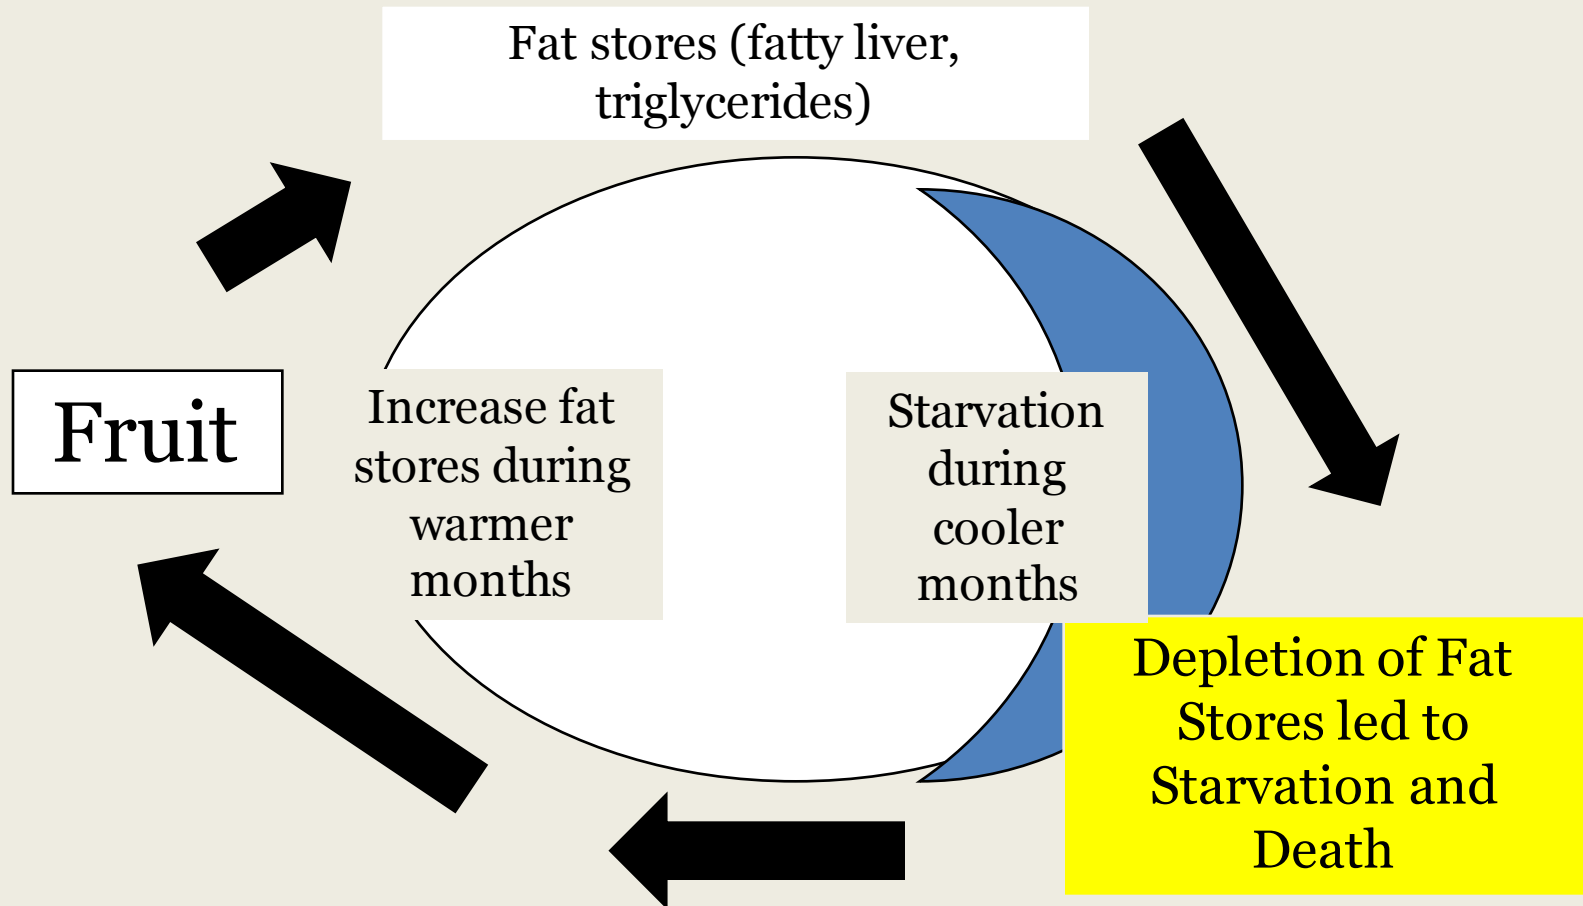 Fat stores (fatty liver,
triglycerides)
Fruit
Increase fat
stores during
warmer
months
Starvation
during
cooler
months
Depletion of Fat
Stores led to
Starvation and
Death